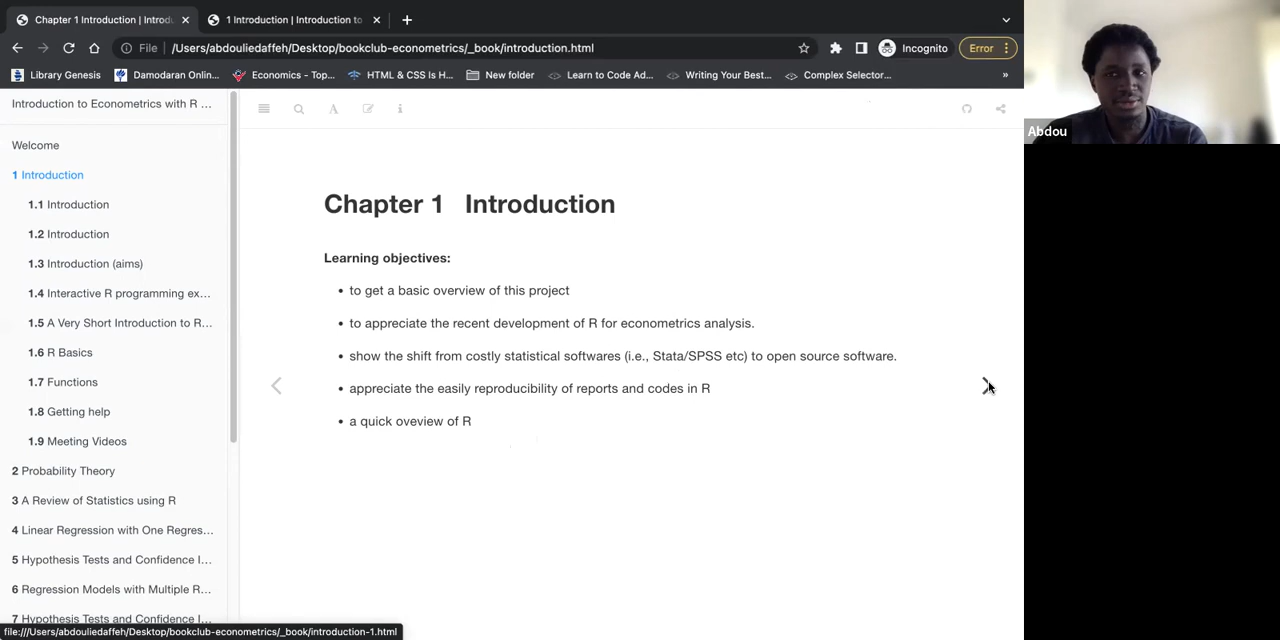 Chapter 1 Introduction | Introdu
1 Introduction | Introduction to
File
/Users/abdouliedaffeh/Desktop/bookclub-econometrics/_book/introduction.html
Incognito
Error
Library Genesis
Damodaran Onlin...
Economics - Top...
HTML & CSS Is H...
New folder
Learn to Code Ad...
Writing Your Best...
Complex Selector...
»
Introduction to Econometrics with R ...
Welcome
1 Introduction
1.1 Introduction
1.2 Introduction
1.3 Introduction (aims)
1.4 Interactive R programming ex...
1.5 A Very Short Introduction to R...
1.6 R Basics
1.7 Functions
1.8 Getting help
1.9 Meeting Videos
2 Probability Theory
3 A Review of Statistics using R
4 Linear Regression with One Regres...
5 Hypothesis Tests and Confidence I...
6 Regression Models with Multiple R...
7 Hypothesis Tests and Confidence I...
file:///Users/abdouliedaffeh/Desktop/bookclub-econometrics/_book/introduction-1.html
Chapter 1 Introduction
Learning objectives:
• to get a basic overview of this project
• to appreciate the recent development of R for econometrics analysis.
• show the shift from costly statistical softwares (i.e., Stata/SPSS etc) to open source software.
• appreciate the easily reproducibility of reports and codes in R
• a quick oveview of R
Abdou